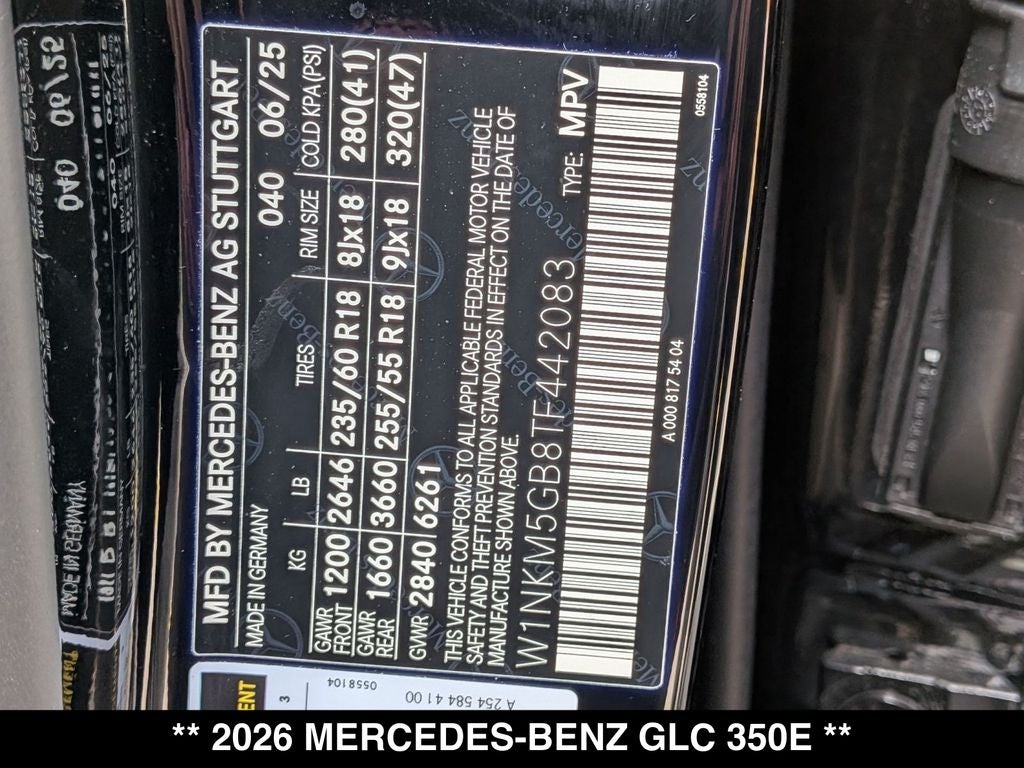 MFD BY MERCEDES-BENZ AG STUTTGART
MADE IN GERMANY 040 06/25
KG LB TIRES RIM SIZE COLD KPA(PSI)
GAWR FRONT 1200 2646 235/60 R18 8Jx18 280(41)
GAWR REAR 1660 3660 255/55 R18 9Jx18 320(47)
GVWR 2840 6261
THIS VEHICLE CONFORMS TO ALL APPLICABLE FEDERAL MOTOR VEHICLE
SAFETY AND THEFT PREVENTION STANDARDS IN EFFECT ON THE DATE OF
MANUFACTURE SHOWN ABOVE.
W1NKM5GB8TF442083 TYPE: MPV
A 000 817 54 04 0558104
0558104
A 254 584 41 00
3
** 2026 MERCEDES-BENZ GLC 350E **